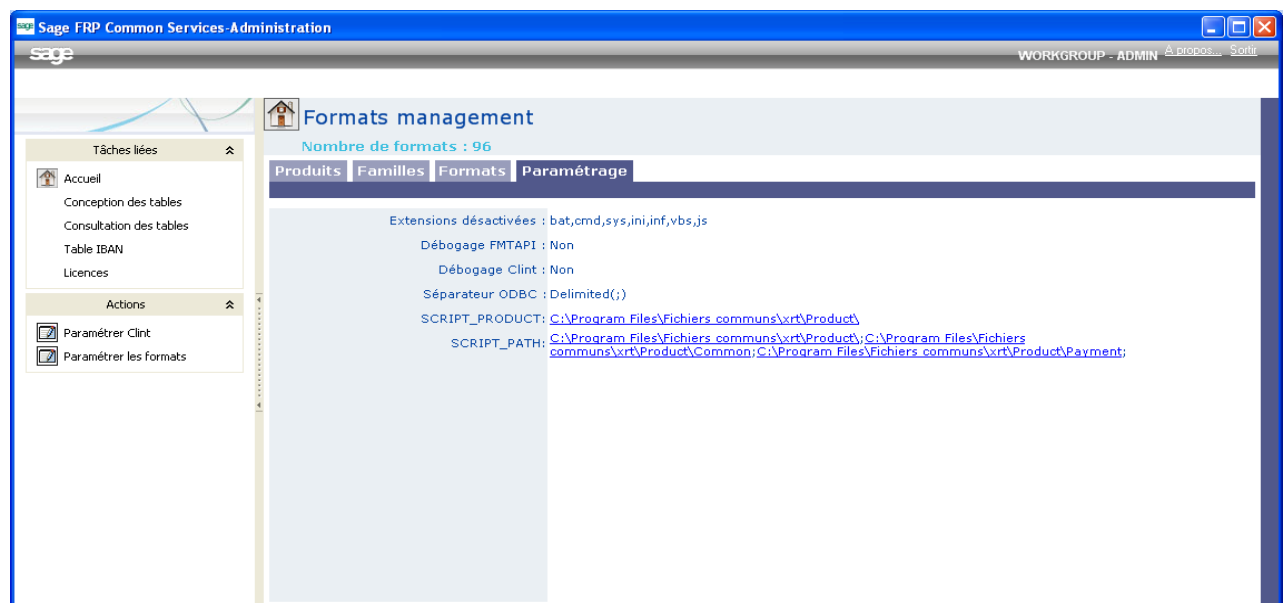 Sage FRP Common Services-Administration
sage
WORKGROUP - ADMIN A propos... Sortir
Formats management
Nombre de formats : 96
Produits Familles Formats Paramétrage
Tâches liées
Accueil
Conception des tables
Consultation des tables
Table IBAN
Licences
Actions
Paramétrer Clint
Paramétrer les formats
Extensions désactivées : bat,cmd,sys,ini,inf,vbs,js
Débogage FMTAPI : Non
Débogage Clint : Non
Séparateur ODBC : Delimited(;)
SCRIPT_PRODUCT: C:\Program Files\Fichiers communs\xrt\Product\
SCRIPT_PATH: C:\Program Files\Fichiers communs\xrt\Product\;C:\Program Files\Fichiers
communs\xrt\Product\Common;C:\Program Files\Fichiers communs\xrt\Product\Payment;